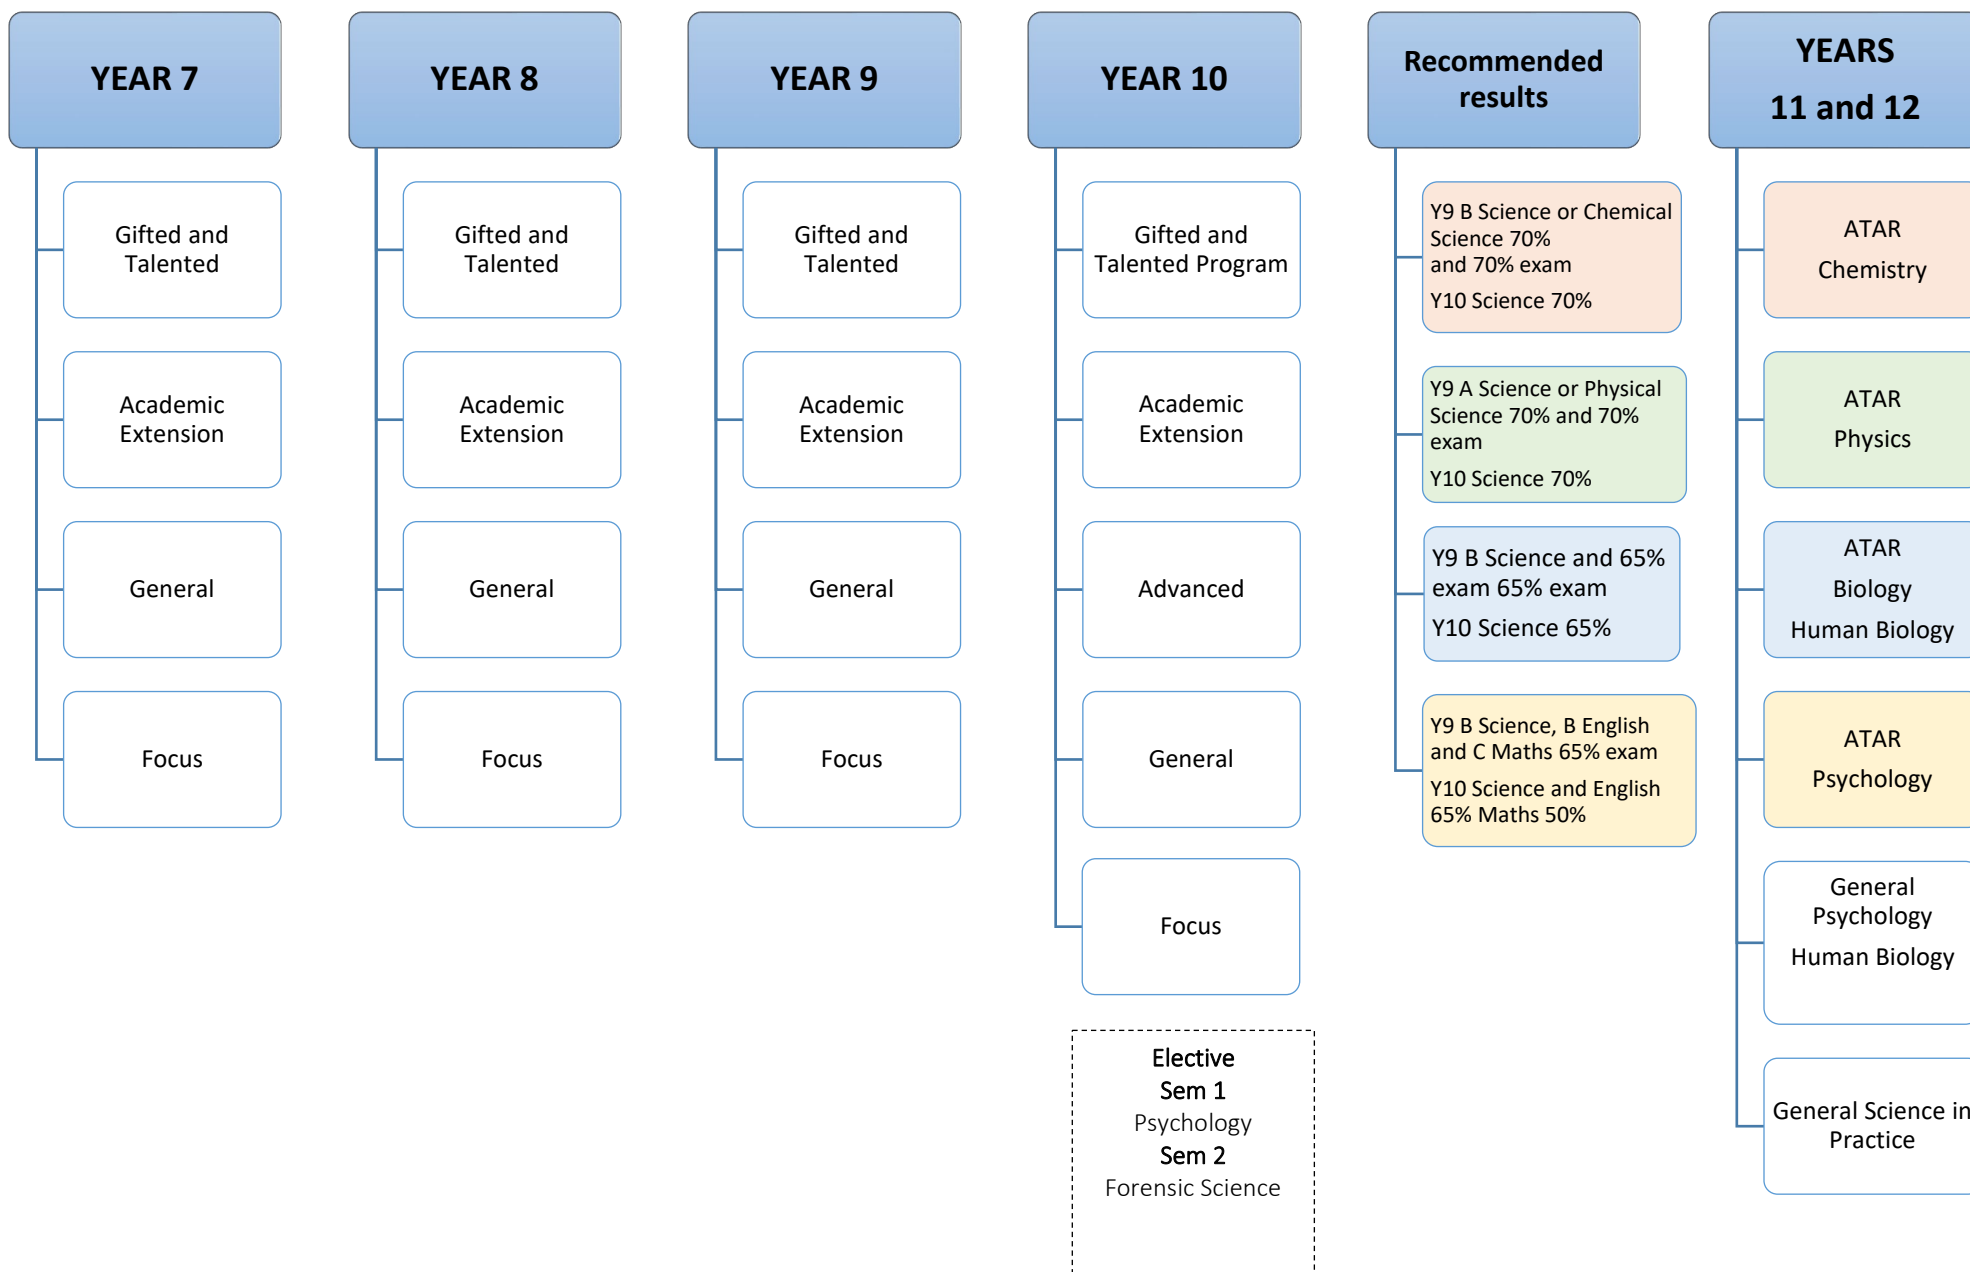 YEAR 7
Gifted and
Talented
Academic
Extension
General
Focus
YEAR 8
Gifted and
Talented
Academic
Extension
General
Focus
YEAR 9
Gifted and
Talented
Academic
Extension
General
Focus
YEAR 10
Gifted and
Talented Program
Academic
Extension
Advanced
General
Focus
Elective
Sem 1
Psychology
Sem 2
Forensic Science
Recommended
results
Y9 B Science or Chemical
Science 70%
and 70% exam
Y10 Science 70%
Y9 A Science or Physical
Science 70% and 70%
exam
Y10 Science 70%
Y9 B Science and 65%
exam 65% exam
Y10 Science 65%
Y9 B Science, B English
and C Maths 65% exam
Y10 Science and English
65% Maths 50%
YEARS
11 and 12
ATAR
Chemistry
ATAR
Physics
ATAR
Biology
Human Biology
ATAR
Psychology
General
Psychology
Human Biology
General Science in
Practice